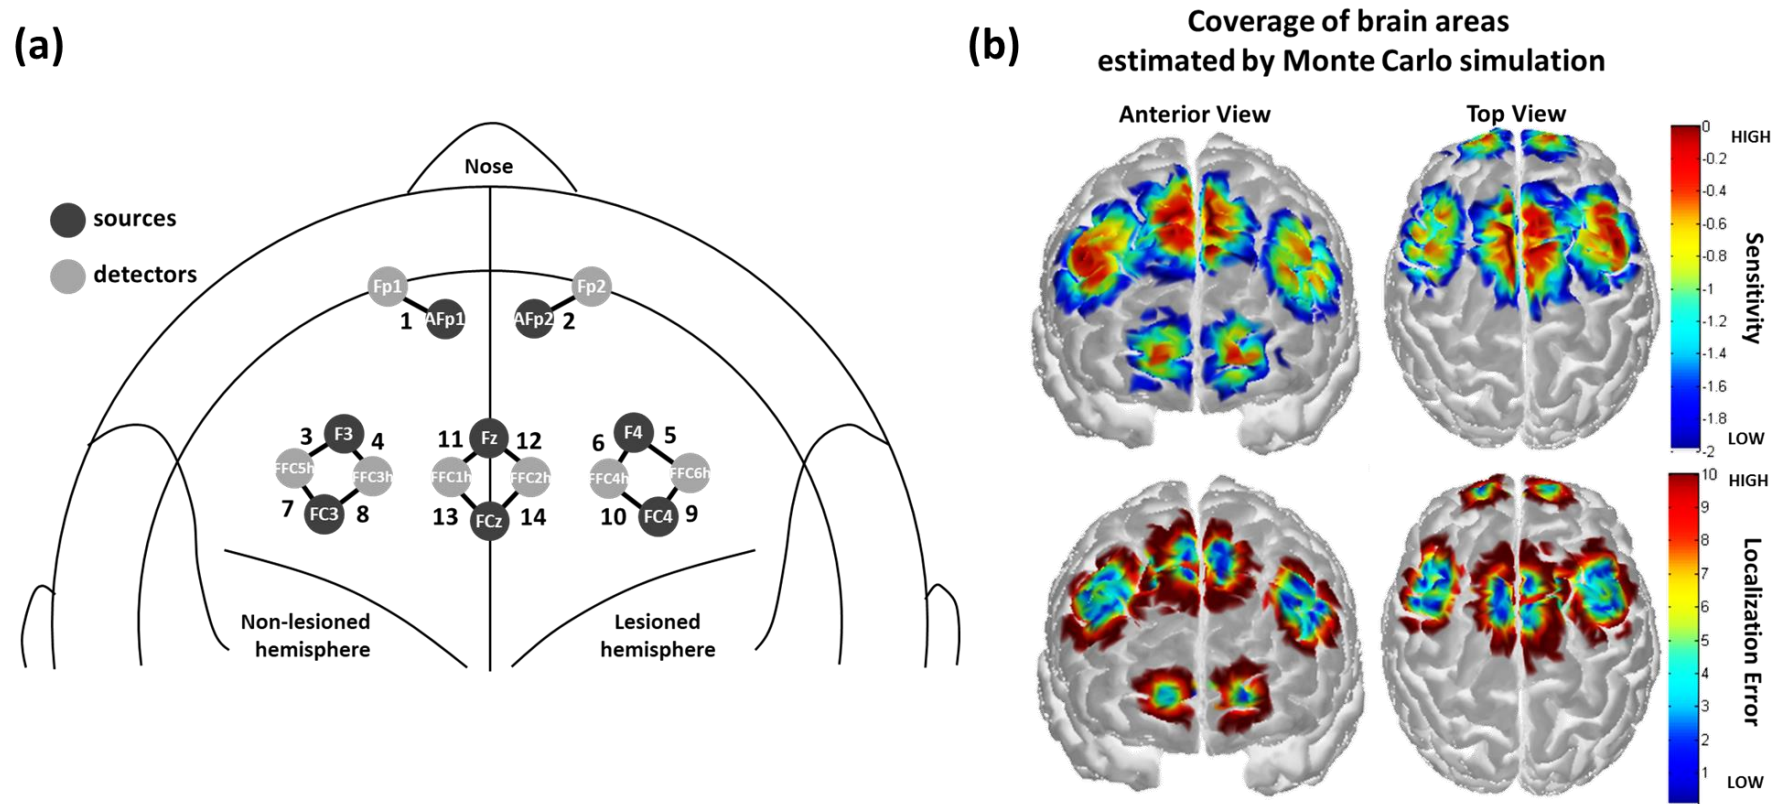 (a)
Nose
sources
detectors
Fp1
Fp2
1
AFp1
AFp2
2
3
F3
4
11
Fz
12
6
F4
5
FFC5h
FFC3h
FFC1h
FFC2h
FFC4h
FFC6h
7
FC3
8
13
FCz
14
10
FC4
9
Non-lesioned
hemisphere
Lesioned
hemisphere
(b)
Coverage of brain areas
estimated by Monte Carlo simulation
Anterior View
Top View
0
HIGH
-0.2
-0.4
-0.6
-0.8
-1
-1.2
-1.4
-1.6
-1.8
LOW
-2
Sensitivity
10
HIGH
9
8
7
6
5
4
3
2
1
LOW
Localization Error